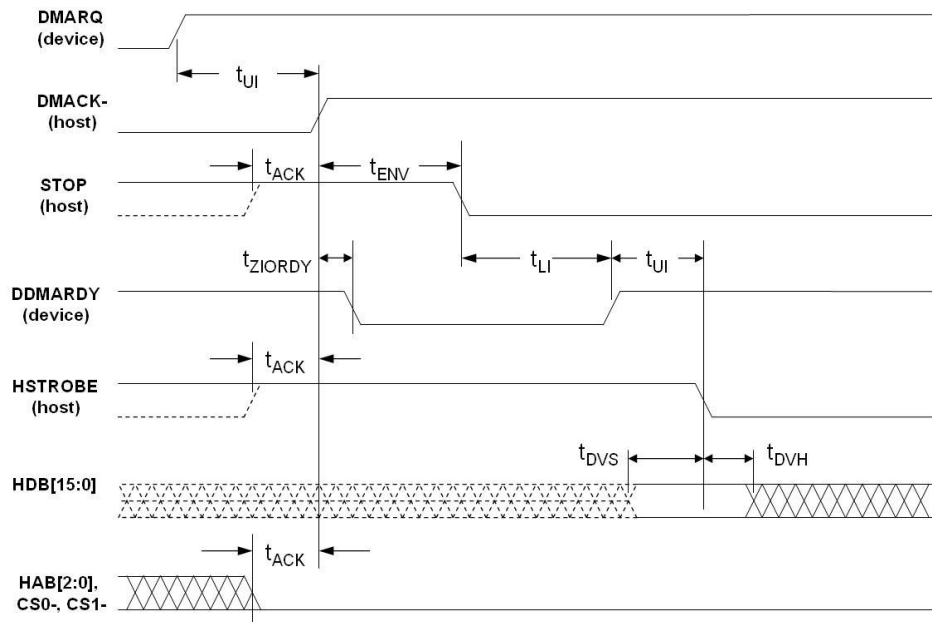 DMARQ
(device)
tUI
DMACK-
(host)
tACK
tENV
STOP
(host)
tZIORDY
tLI
tUI
DDMARDY
(device)
tACK
HSTROBE
(host)
tDVS
tDVH
HDB[15:0]
tACK
HAB[2:0],
CS0-, CS1-